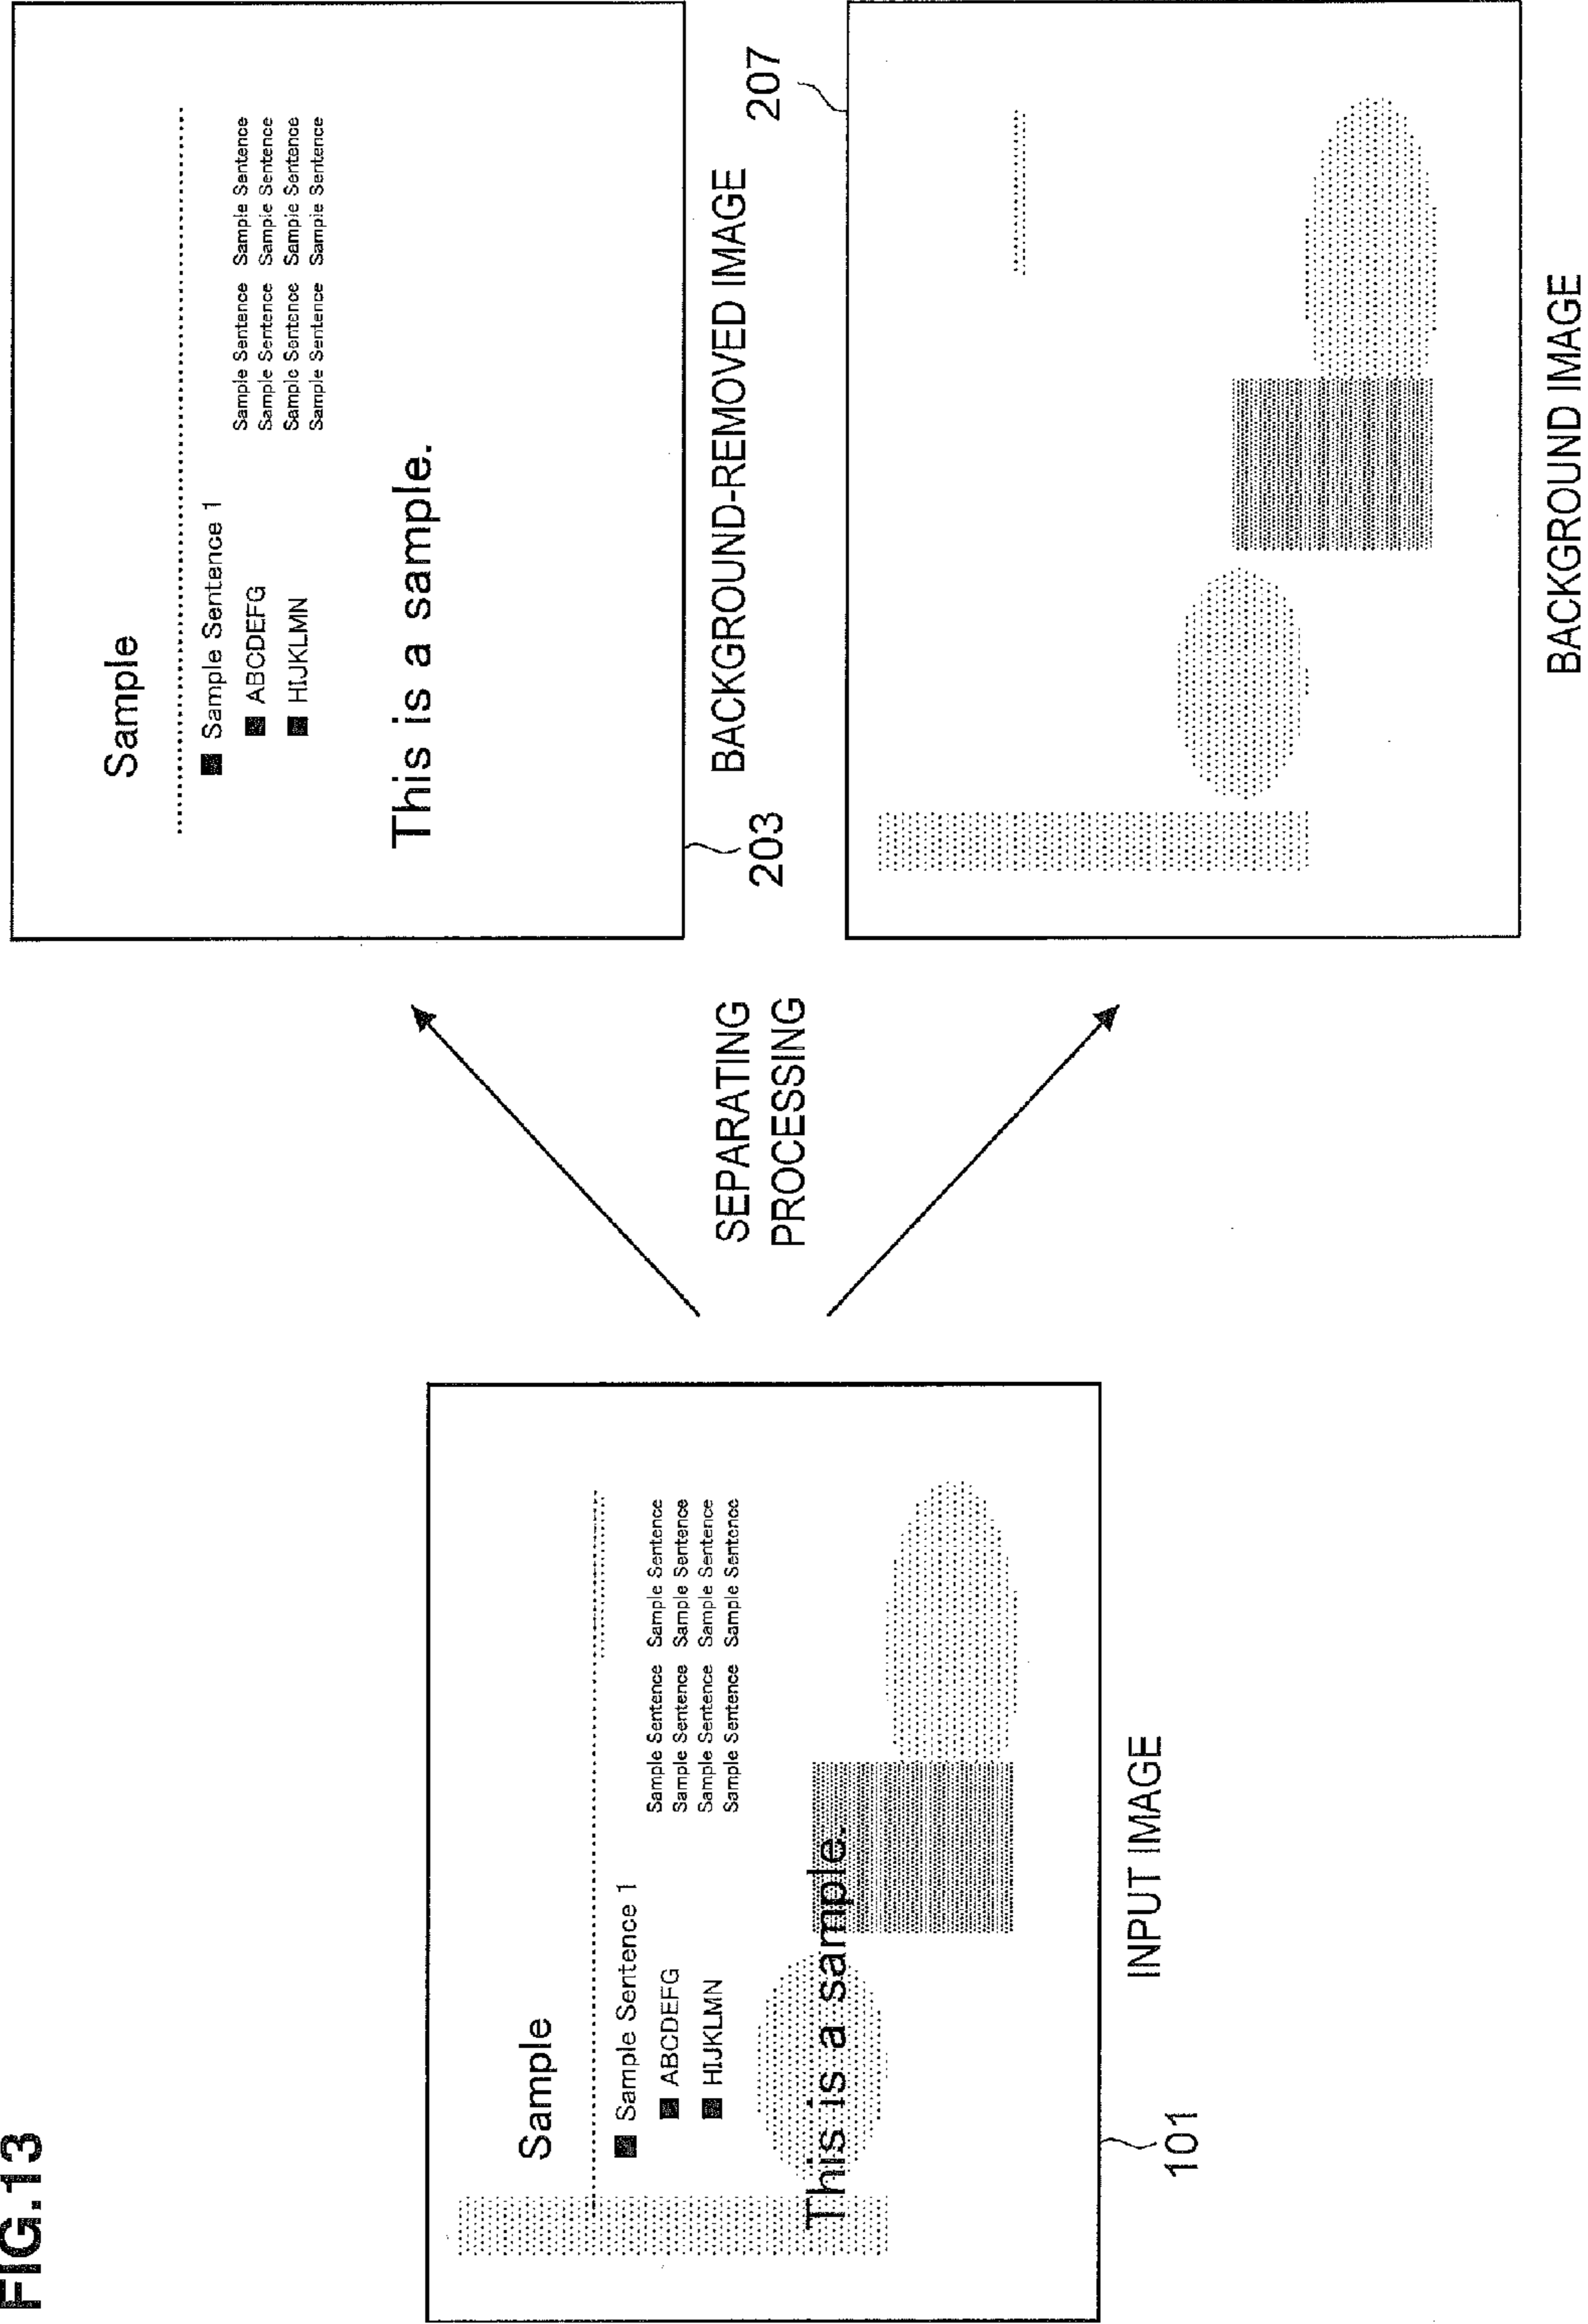 FIG.13
Sample
Sample Sentence 1
ABCDEFG
HIJKLMN
Sample Sentence Sample Sentence
Sample Sentence Sample Sentence
Sample Sentence Sample Sentence
Sample Sentence Sample Sentence
This is a sample.
101
INPUT IMAGE
SEPARATING
PROCESSING
Sample
Sample Sentence 1
ABCDEFG
HIJKLMN
Sample Sentence Sample Sentence
Sample Sentence Sample Sentence
Sample Sentence Sample Sentence
Sample Sentence Sample Sentence
This is a sample.
203
BACKGROUND-REMOVED IMAGE
207
BACKGROUND IMAGE